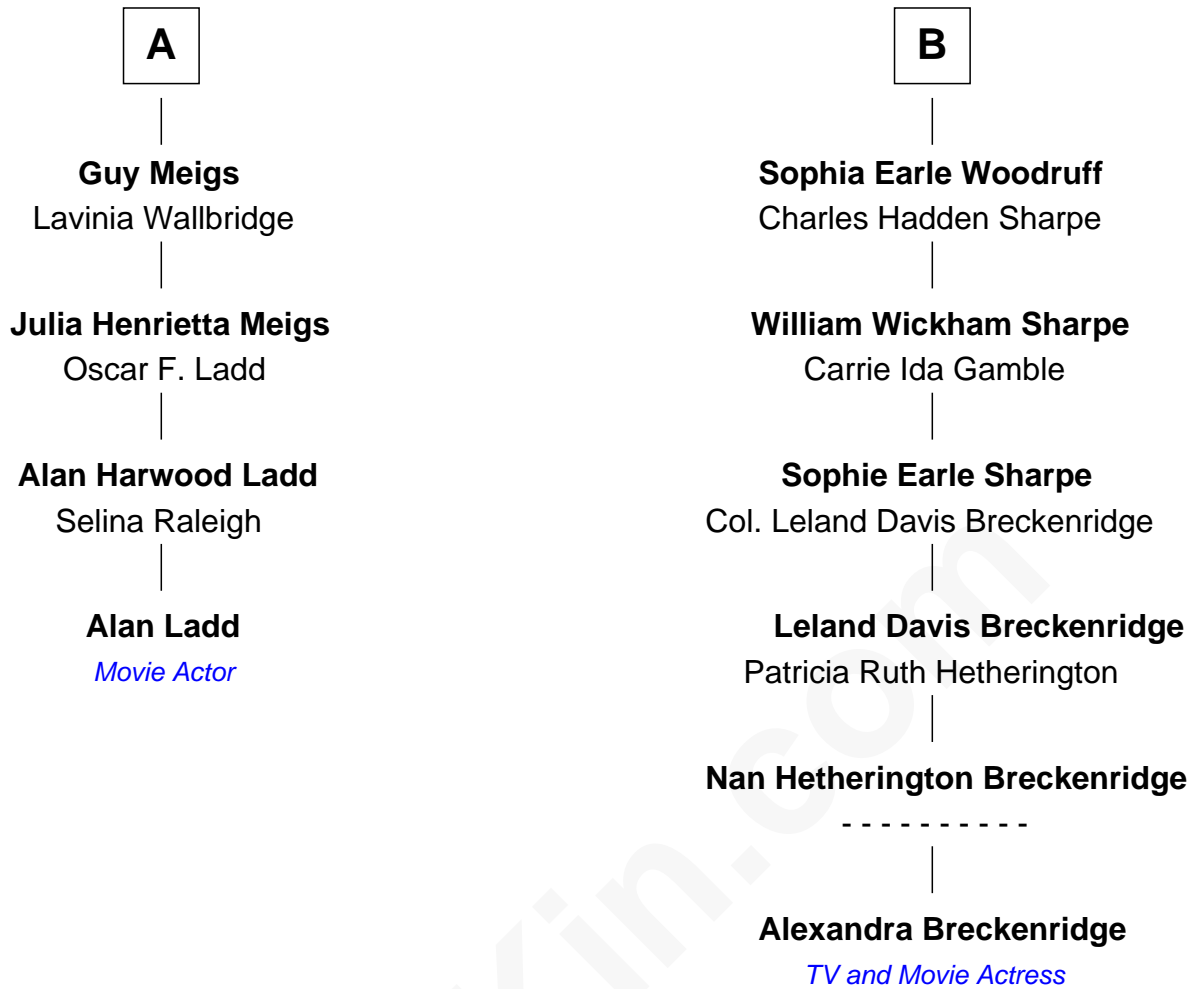 A
Guy Meigs
Lavinia Wallbridge
Julia Henrietta Meigs
Oscar F. Ladd
Alan Harwood Ladd
Selina Raleigh
Alan Ladd
Movie Actor
B
Sophia Earle Woodruff
Charles Hadden Sharpe
William Wickham Sharpe
Carrie Ida Gamble
Sophie Earle Sharpe
Col. Leland Davis Breckenridge
Leland Davis Breckenridge
Patricia Ruth Hetherington
Nan Hetherington Breckenridge
- - - - - - - - - -
Alexandra Breckenridge
TV and Movie Actress
Kin.com